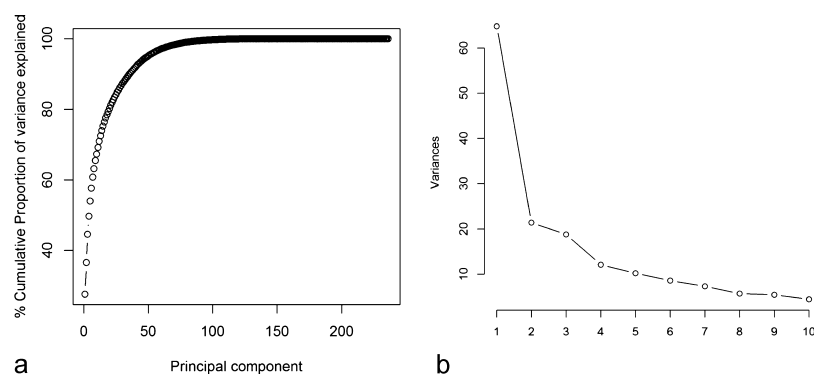 % Cumulative Proportion of variance explained
100
80
60
40
0 50 100 150 200
Principal component
a
Variances
60
50
40
30
20
10
1 2 3 4 5 6 7 8 9 10
b